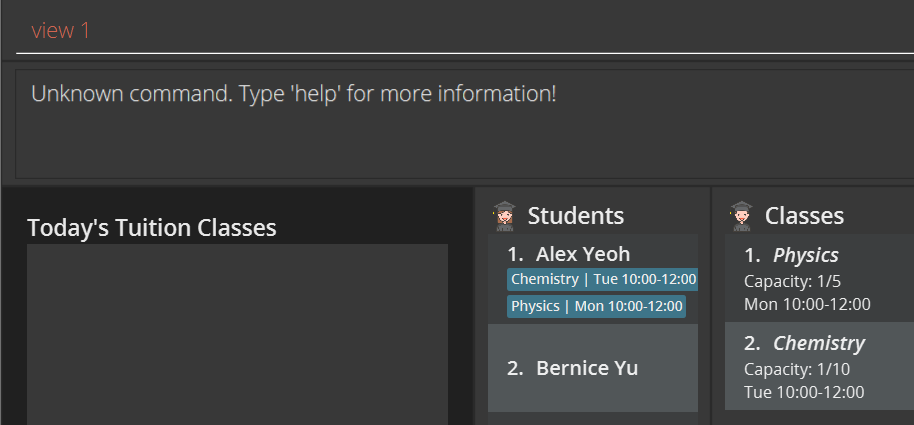 view 1
Unknown command. Type 'help' for more information!
Today's Tuition Classes
Students
1. Alex Yeoh
Chemistry | Tue 10:00-12:00
Physics | Mon 10:00-12:00
2. Bernice Yu
Classes
1. Physics
Capacity: 1/5
Mon 10:00-12:00
2. Chemistry
Capacity: 1/10
Tue 10:00-12:00